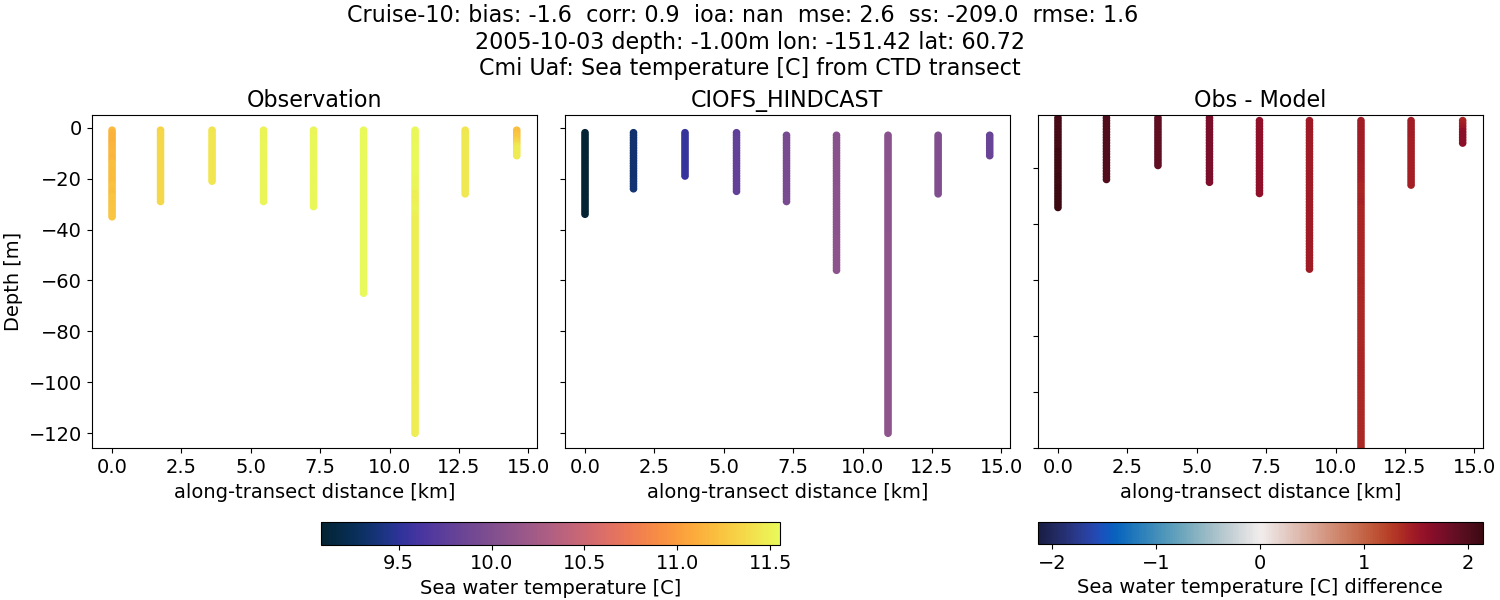 Cruise-10: bias: -1.6  corr: 0.9  ioa: nan  mse: 2.6  ss: -209.0  rmse: 1.6
2005-10-03 depth: -1.00m lon: -151.42 lat: 60.72
Cmi Uaf: Sea temperature [C] from CTD transect
Observation
CIOFS_HINDCAST
Obs - Model
Depth [m]
0
−20
−40
−60
−80
−100
−120
0.0 2.5 5.0 7.5 10.0 12.5 15.0
0.0 2.5 5.0 7.5 10.0 12.5 15.0
0.0 2.5 5.0 7.5 10.0 12.5 15.0
along-transect distance [km]
along-transect distance [km]
along-transect distance [km]
9.5 10.0 10.5 11.0 11.5
Sea water temperature [C]
−2 −1 0 1 2
Sea water temperature [C] difference